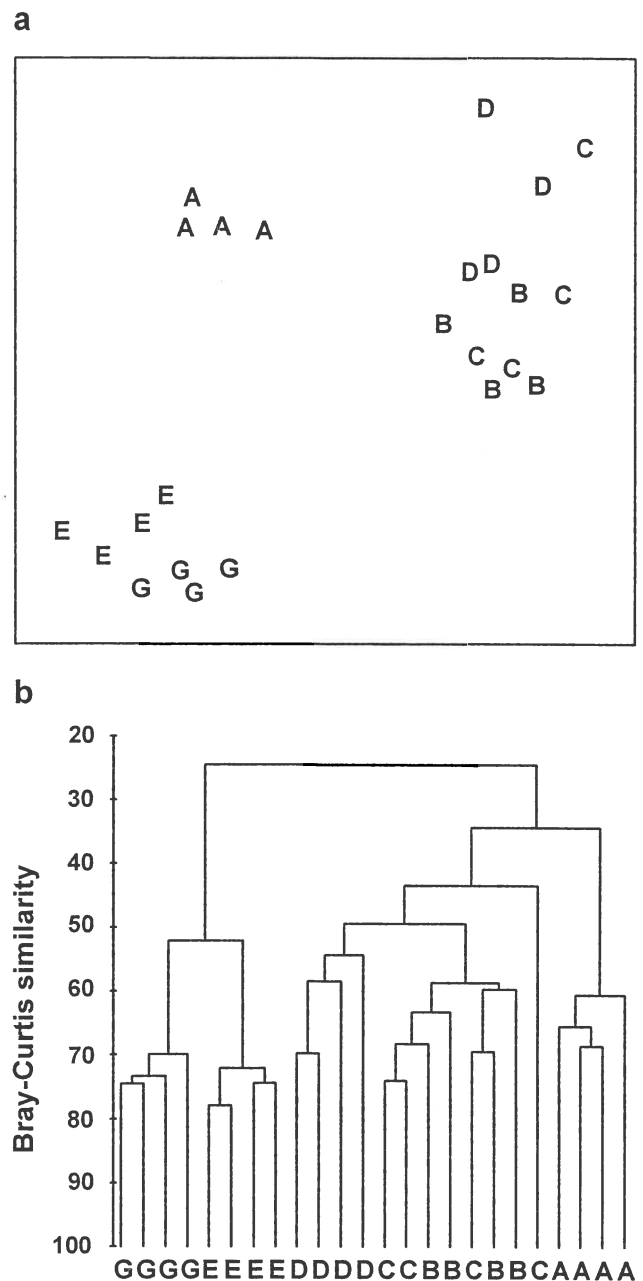 a
D
C
D
A
A A A
D D
B C
B
C
C
B B
E
E E
E
G G
G G
b
20
30
40
50
60
70
80
90
100
Bray-Curtis similarity
GGGGEEEEDDDDCCBBCBBCAAAA